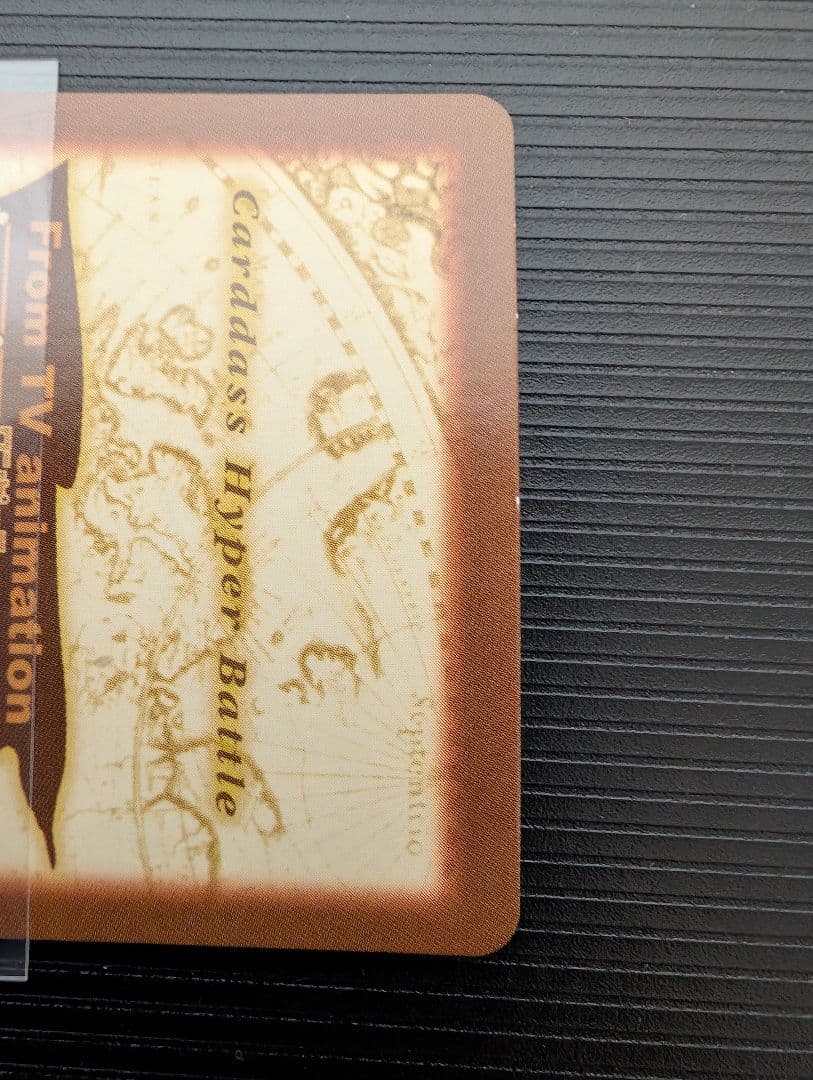 Carddass Hyper Battle
From TV animation